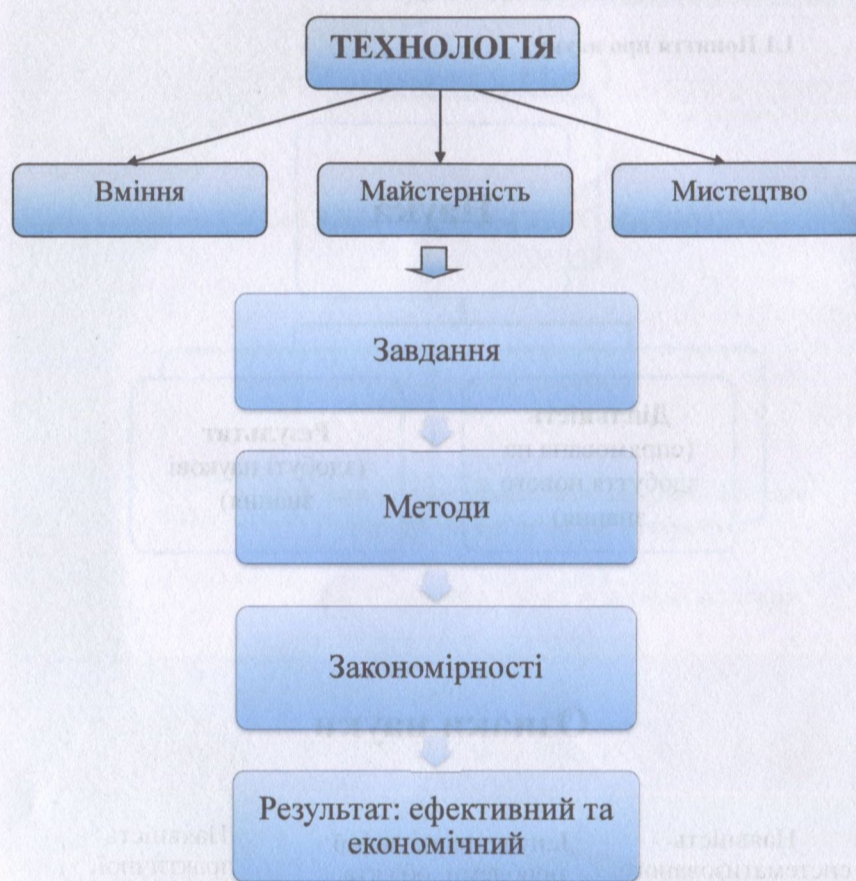 ТЕХНОЛОГІЯ
Вміння
Майстерність
Мистецтво
Завдання
Методи
Закономірності
Результат: ефективний та
економічний